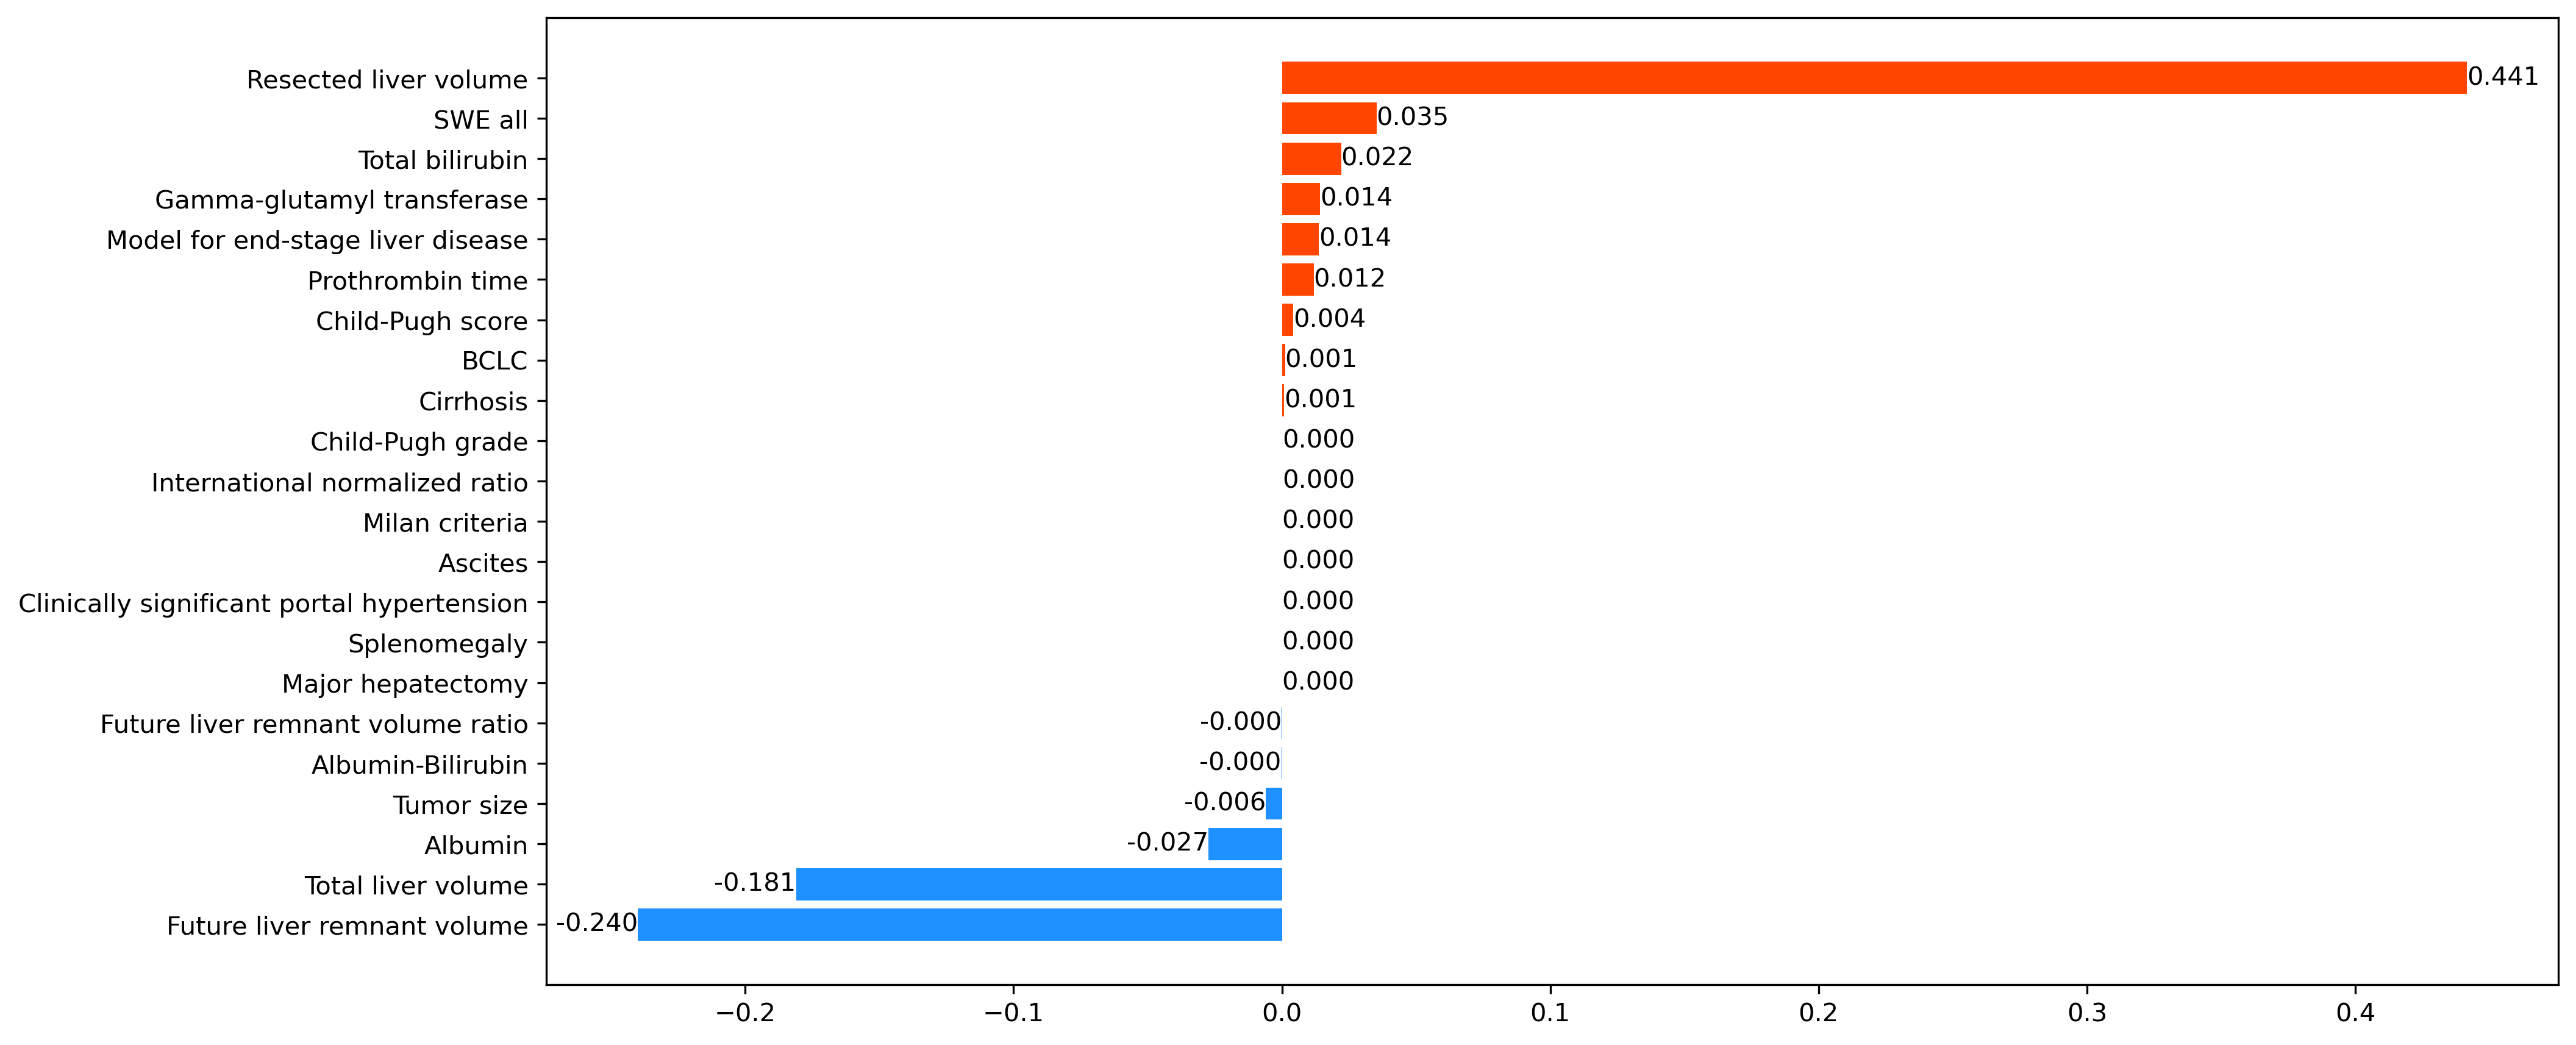 Resected liver volume 0.441
SWE all 0.035
Total bilirubin 0.022
Gamma-glutamyl transferase 0.014
Model for end-stage liver disease 0.014
Prothrombin time 0.012
Child-Pugh score 0.004
BCLC 0.001
Cirrhosis 0.001
Child-Pugh grade 0.000
International normalized ratio 0.000
Milan criteria 0.000
Ascites 0.000
Clinically significant portal hypertension 0.000
Splenomegaly 0.000
Major hepatectomy 0.000
Future liver remnant volume ratio -0.000
Albumin-Bilirubin -0.000
Tumor size -0.006
Albumin -0.027
Total liver volume -0.181
Future liver remnant volume -0.240
−0.2 −0.1 0.0 0.1 0.2 0.3 0.4